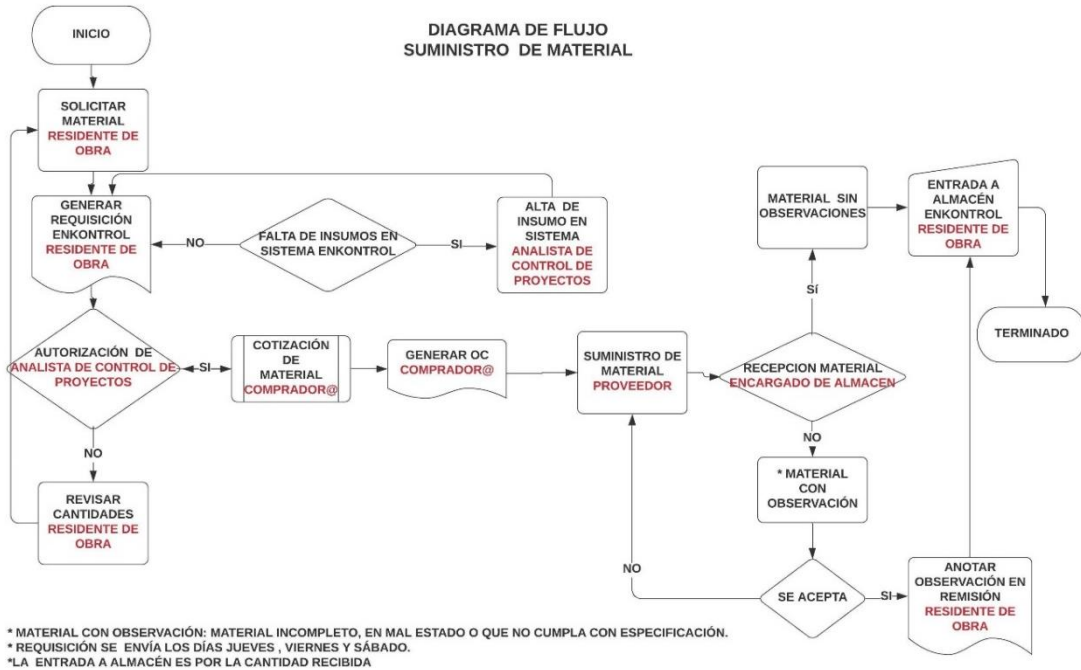 DIAGRAMA DE FLUJO
SUMINISTRO DE MATERIAL
INICIO
SOLICITAR
MATERIAL
RESIDENTE DE
OBRA
GENERAR
REQUISICIÓN
ENKONTROL
RESIDENTE DE
OBRA
NO
FALTA DE INSUMOS EN
SISTEMA ENKONTROL
SI
ALTA DE
INSUMO EN
SISTEMA
ANALISTA DE
CONTROL DE
PROYECTOS
MATERIAL SIN
OBSERVACIONES
ENTRADA A
ALMACÉN
ENKONTROL
RESIDENTE DE
OBRA
Sí
TERMINADO
AUTORIZACIÓN DE
ANALISTA DE CONTROL DE
PROYECTOS
SI
COTIZACIÓN
DE
MATERIAL
COMPRADOR@
GENERAR OC
COMPRADOR@
SUMINISTRO DE
MATERIAL
PROVEEDOR
RECEPCION MATERIAL
ENCARGADO DE ALMACEN
NO
NO
REVISAR
CANTIDADES
RESIDENTE DE
OBRA
* MATERIAL
CON
OBSERVACIÓN
NO
SE ACEPTA
SI
ANOTAR
OBSERVACIÓN EN
REMISIÓN
RESIDENTE DE
OBRA
* MATERIAL CON OBSERVACIÓN: MATERIAL INCOMPLETO, EN MAL ESTADO O QUE NO CUMPLA CON ESPECIFICACIÓN.
* REQUISICIÓN SE ENVÍA LOS DÍAS JUEVES , VIERNES Y SÁBADO.
*LA ENTRADA A ALMACÉN ES POR LA CANTIDAD RECIBIDA